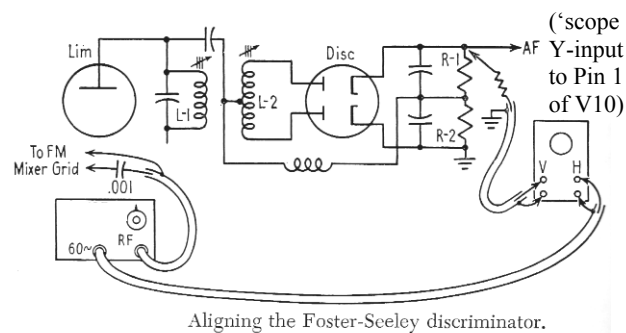 ('scope
Y-input
to Pin 1
of V10)
Lim
Disc
R-1
AF
L-1
L-2
R-2
To FM
Mixer Grid
.001
V H
RF
60~
Aligning the Foster-Seeley discriminator.